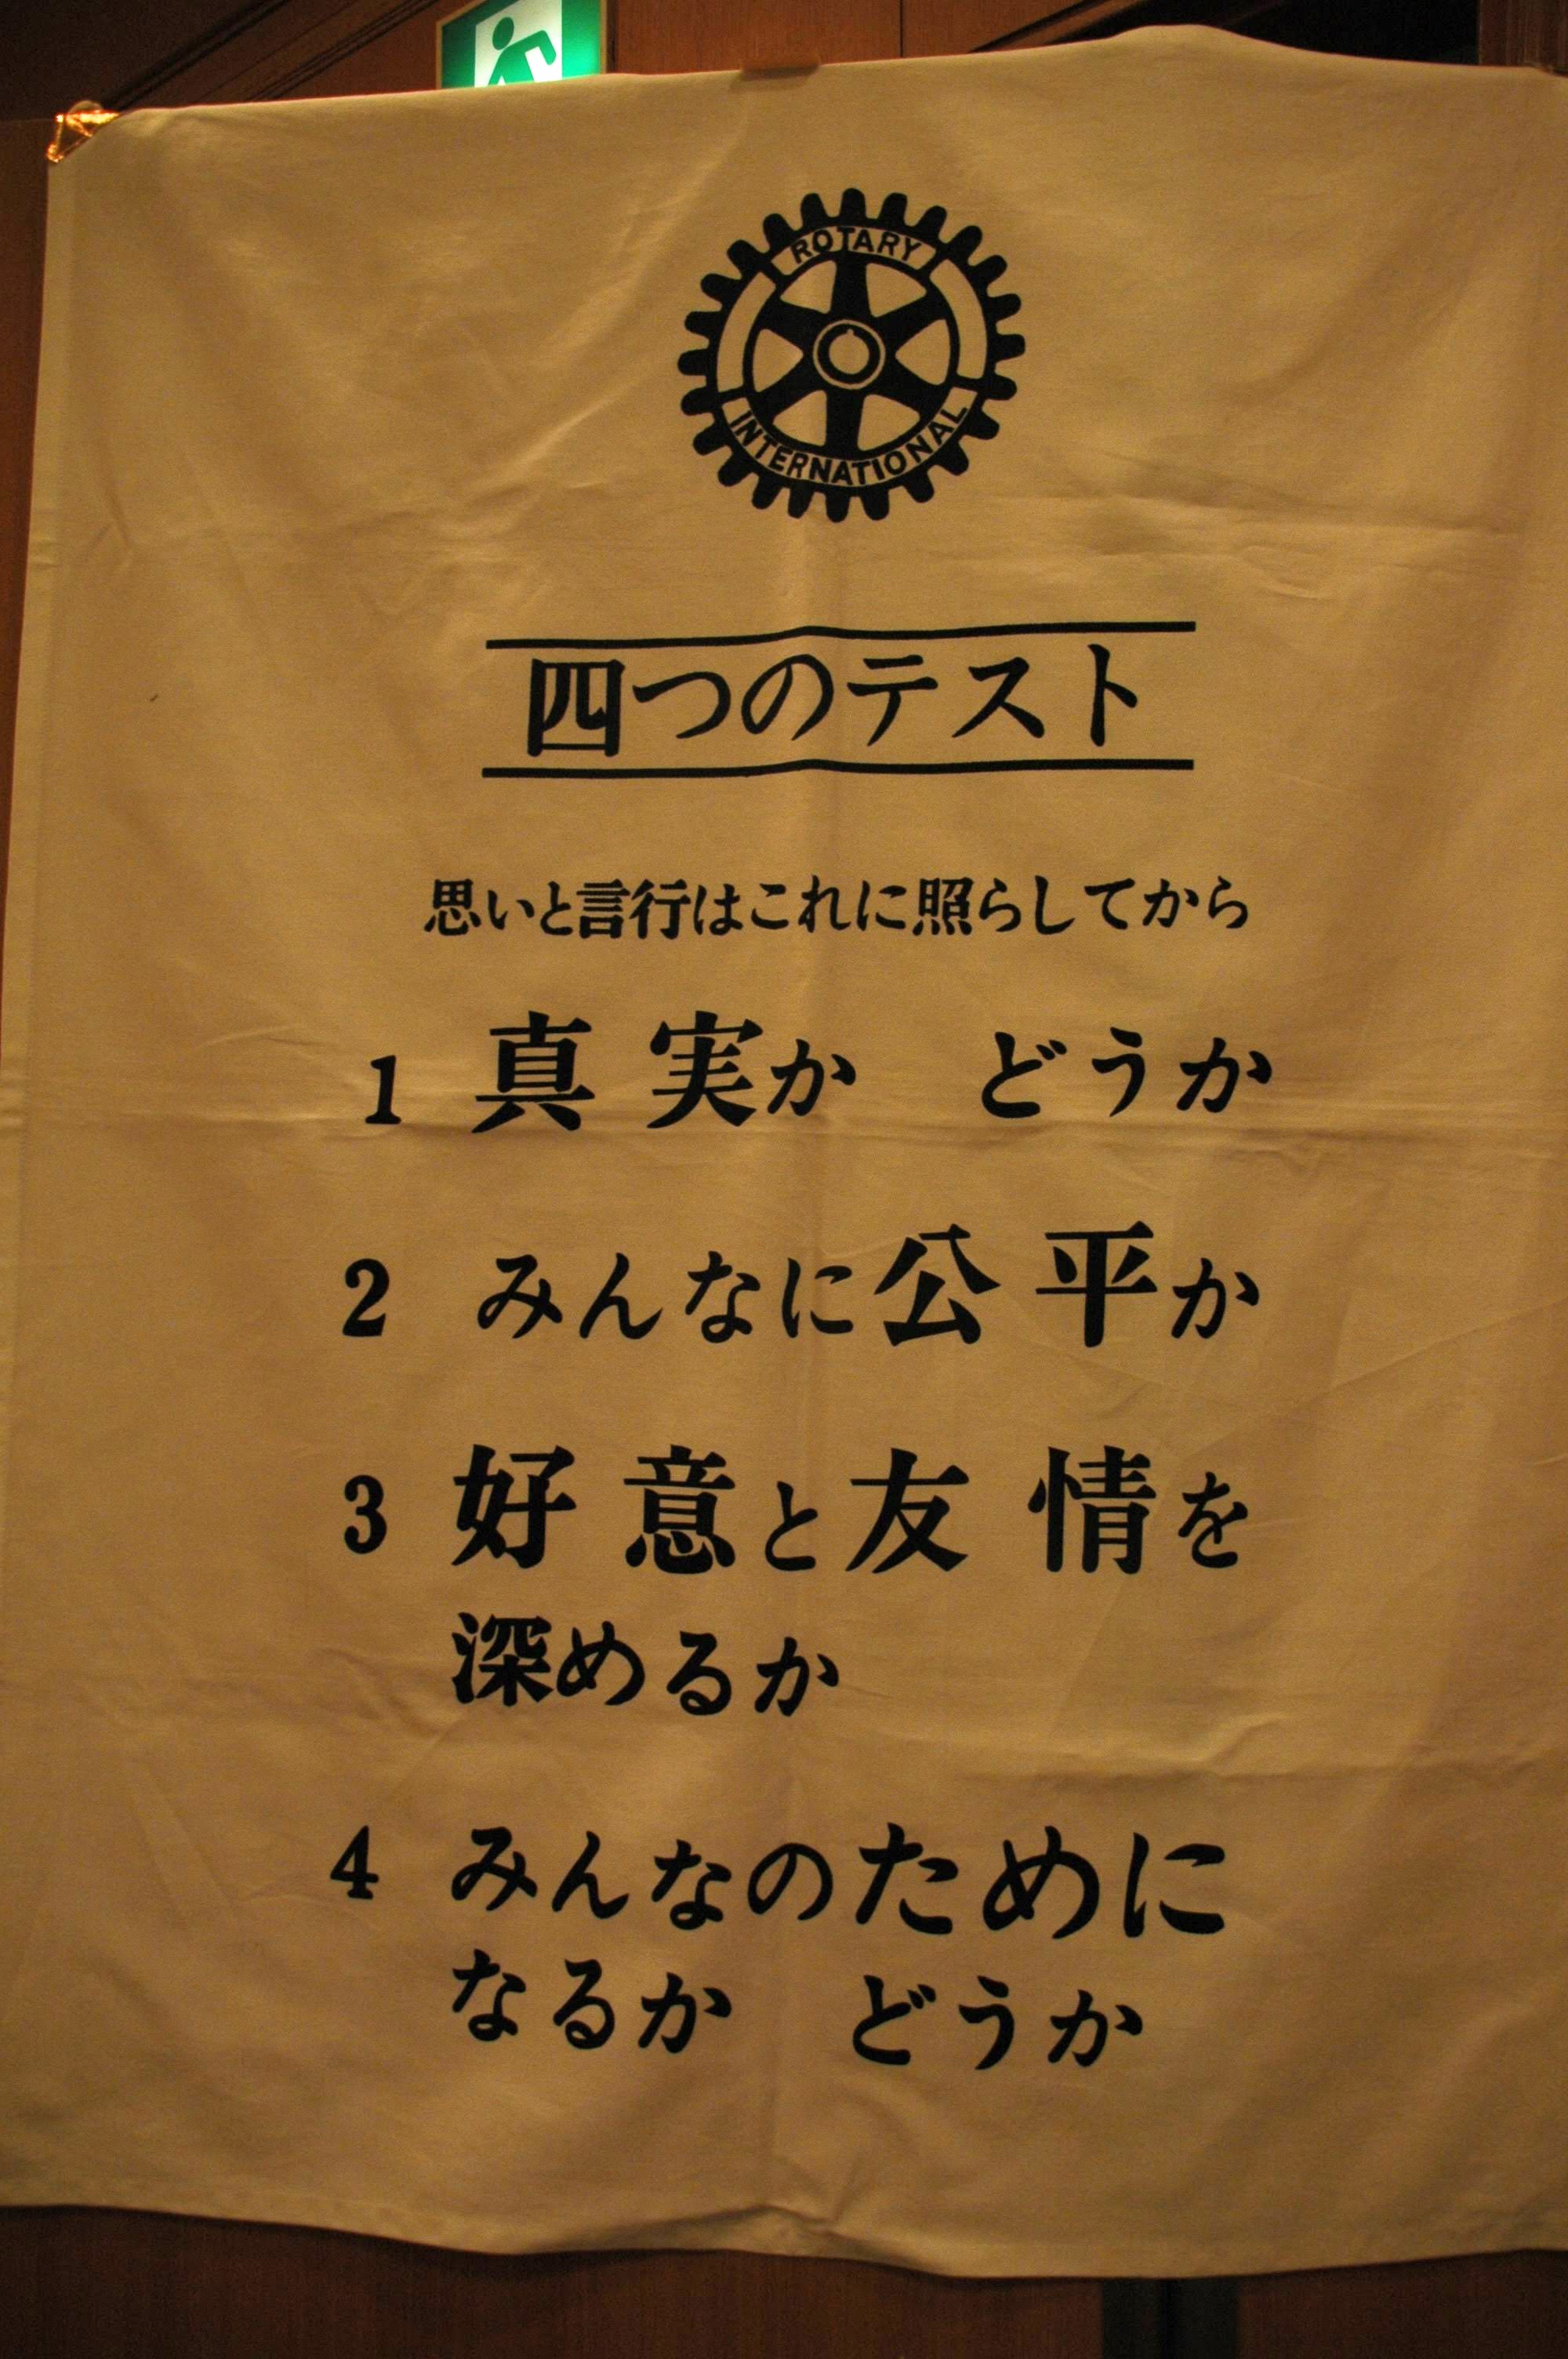 ROTARY
INTERNATIONAL
四つのテスト
思いと言行はこれに照らしてから
1 真実か どうか
2 みんなに公平か
3 好意と友情を
深めるか
4 みんなのために
なるか どうか